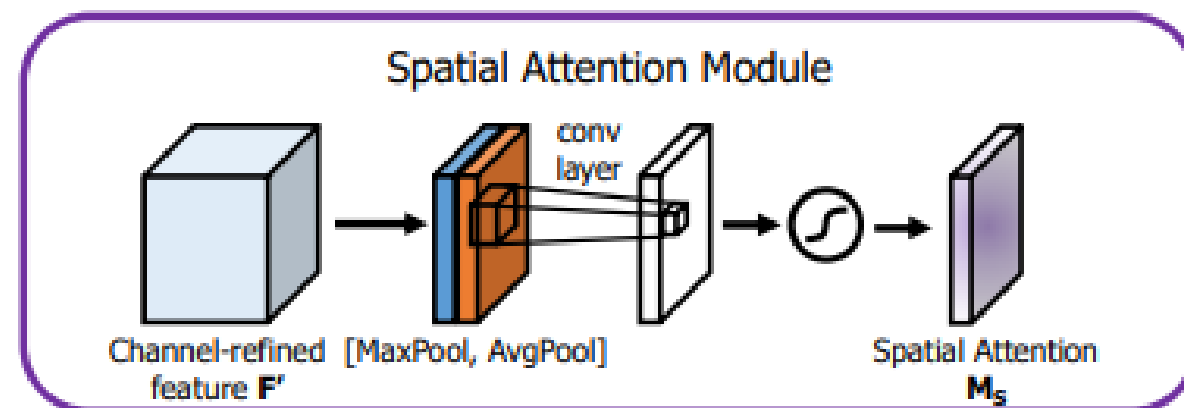 Spatial Attention Module
conv
layer
Channel-refined
feature F'
[MaxPool, AvgPool]
Spatial Attention
Ms